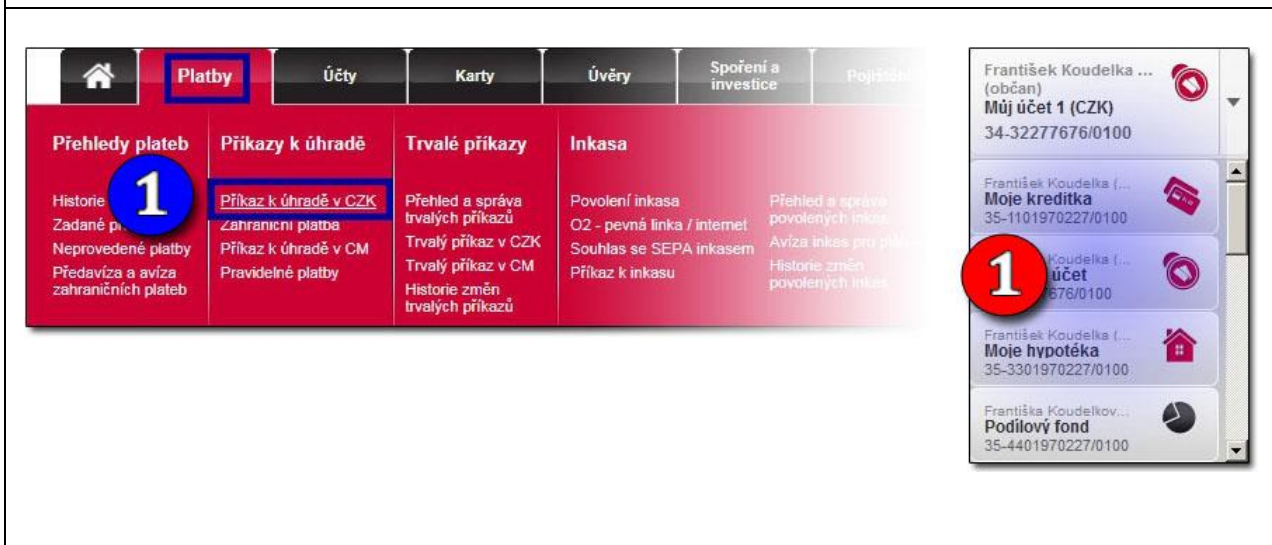 Platby
Účty
Karty
Úvěry
Spoření a
investice
Přehledy plateb
Historie
Zadané
Neprovedené platby
Předavíza a avíza
zahraničních plateb
Příkazy k úhradě
Příkaz k úhradě v CZK
Zahraniční platba
Příkaz k úhradě v CM
Pravidelné platby
Trvalé příkazy
Přehled a správa
trvalých příkazů
Trvalý příkaz v CZK
Trvalý příkaz v CM
Historie změn
trvalých příkazů
Inkasa
Povolení inkasa
O2 - pevná linka / internet
Souhlas se SEPA inkasem
Příkaz k inkasu
Přehled a správa
povolených inkas
Avíza inkas pro
Historie změn
povolených inkas
1
František Koudelka ...
(občan)
Můj účet 1 (CZK)
34-32277676/0100
František Koudelka (...
Moje kreditka
35-1101970227/0100
Koudelka (...
účet
676/0100
1
František Koudelka (...
Moje hypotéka
35-3301970227/0100
Františka Koudelkov...
Podílový fond
35-4401970227/0100